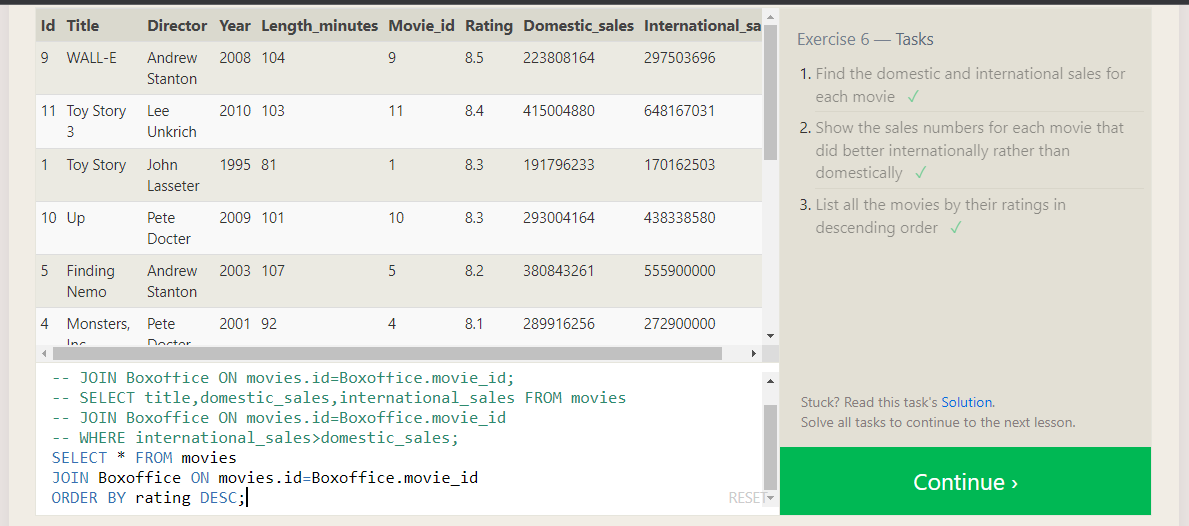 Id Title Director Year Length_minutes Movie_id Rating Domestic_sales International_sa
9 WALL-E Andrew Stanton 2008 104 9 8.5 223808164 297503696
11 Toy Story 3 Lee Unkrich 2010 103 11 8.4 415004880 648167031
1 Toy Story John Lasseter 1995 81 1 8.3 191796233 170162503
10 Up Pete Docter 2009 101 10 8.3 293004164 438338580
5 Finding Nemo Andrew Stanton 2003 107 5 8.2 380843261 555900000
4 Monsters, Inc. Pete Docter 2001 92 4 8.1 289916256 272900000
-- JOIN Boxoffice ON movies.id=Boxoffice.movie_id;
-- SELECT title,domestic_sales,international_sales FROM movies
-- JOIN Boxoffice ON movies.id=Boxoffice.movie_id
-- WHERE international_sales>domestic_sales;
SELECT * FROM movies
JOIN Boxoffice ON movies.id=Boxoffice.movie_id
ORDER BY rating DESC;
RESET
Exercise 6 — Tasks
1. Find the domestic and international sales for
each movie ✓
2. Show the sales numbers for each movie that
did better internationally rather than
domestically ✓
3. List all the movies by their ratings in
descending order ✓
Stuck? Read this task's Solution.
Solve all tasks to continue to the next lesson.
Continue ›